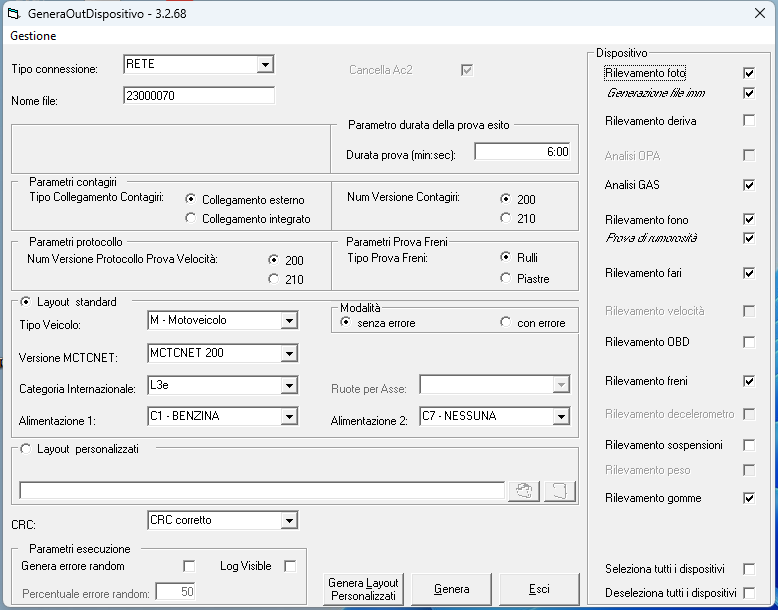 GeneraOutDispositivo - 3.2.68
Gestione
Tipo connessione: RETE
Cancella Ac2
Nome file: 23000070
Parametro durata della prova esito
Durata prova (min:sec): 6:00
Parametri contagiri
Tipo Collegamento Contagiri: Collegamento esterno
Collegamento integrato
Num Versione Contagiri: 200
210
Parametri protocollo
Num Versione Protocollo Prova Velocità: 200
210
Parametri Prova Freni
Tipo Prova Freni: Rulli
Piastre
Layout standard
Tipo Veicolo: M - Motoveicolo
Modalità
senza errore con errore
Versione MCTCNET: MCTCNET 200
Categoria Internazionale: L3e
Ruote per Asse:
Alimentazione 1: C1 - BENZINA
Alimentazione 2: C7 - NESSUNA
Layout personalizzati
CRC: CRC corretto
Parametri esecuzione
Genera errore random Log Visible
Percentuale errore random: 50
Genera Layout
Personalizzati
Genera
Esci
Dispositivo
Rilevamento foto
Generazione file imm
Rilevamento deriva
Analisi OPA
Analisi GAS
Rilevamento fono
Prova di rumorosità
Rilevamento fari
Rilevamento velocità
Rilevamento OBD
Rilevamento freni
Rilevamento decelerometro
Rilevamento sospensioni
Rilevamento peso
Rilevamento gomme
Seleziona tutti i dispositivi
Deseleziona tutti i dispositivi